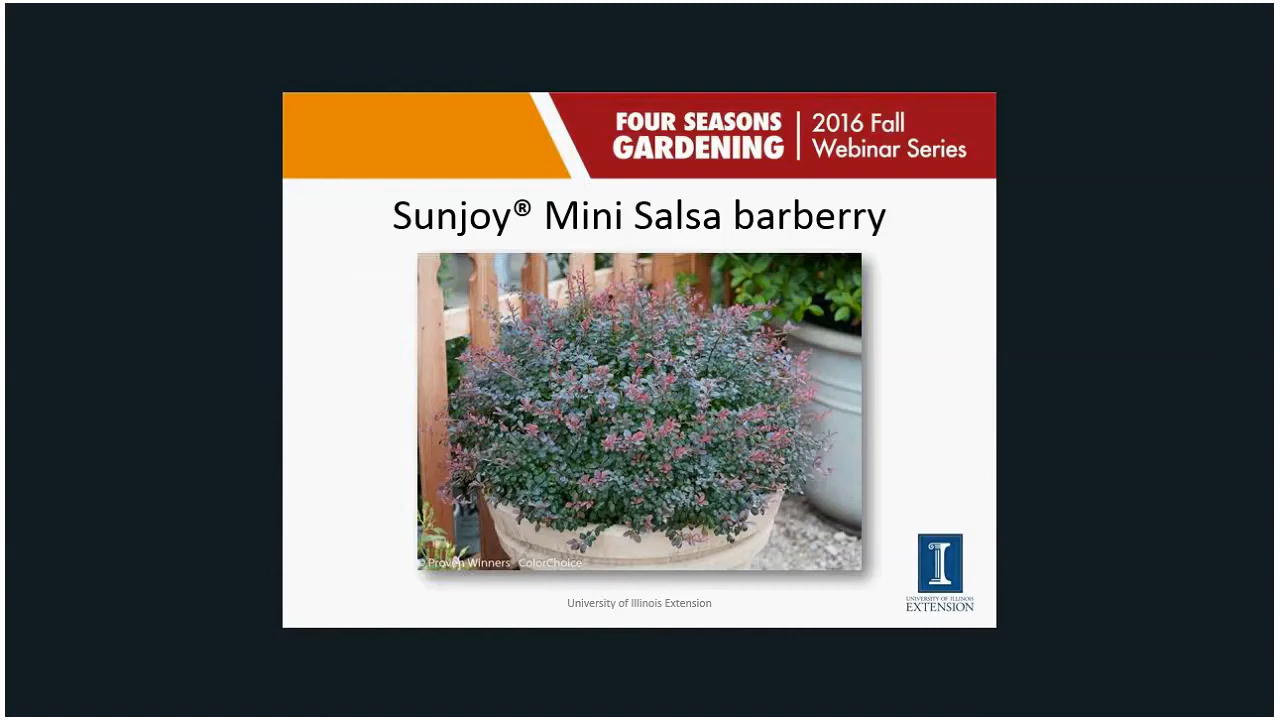 FOUR SEASONS
GARDENING
2016 Fall
Webinar Series
Sunjoy® Mini Salsa barberry
© Proven Winners ColorChoice
University of Illinois Extension
I
UNIVERSITY OF ILLINOIS
EXTENSION